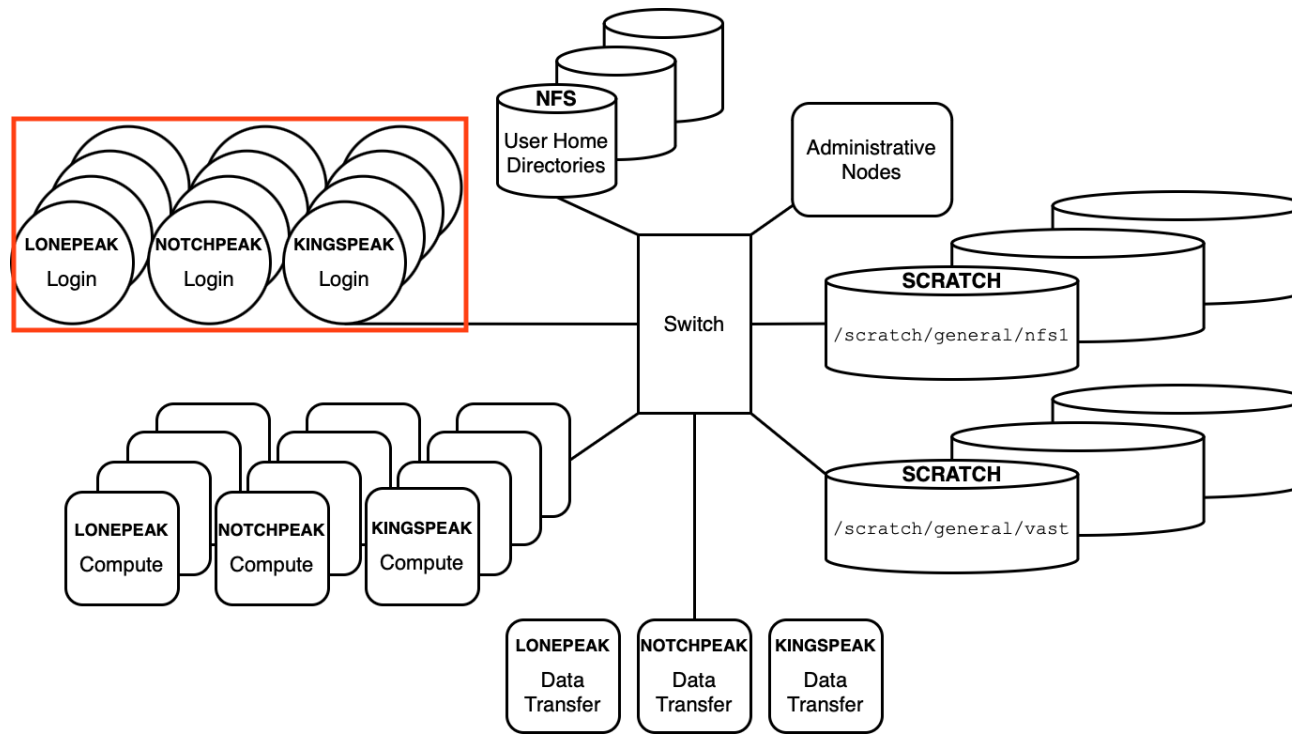 NFS
User Home
Directories
Administrative
Nodes
LONEPEAK
Login
NOTCHPEAK
Login
KINGSPEAK
Login
Switch
SCRATCH
/scratch/general/nfs1
SCRATCH
/scratch/general/vast
LONEPEAK
Compute
NOTCHPEAK
Compute
KINGSPEAK
Compute
LONEPEAK
Data
Transfer
NOTCHPEAK
Data
Transfer
KINGSPEAK
Data
Transfer